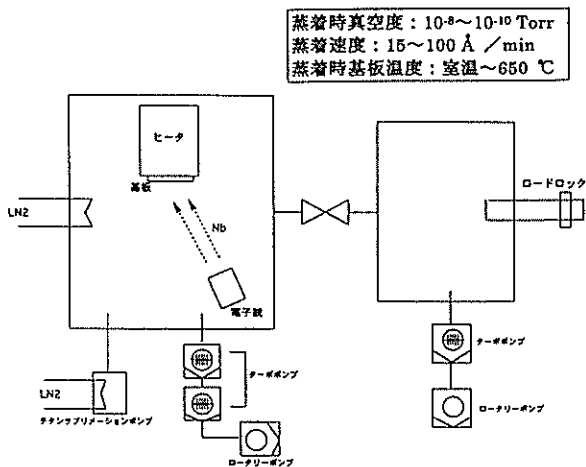 蒸着時真空度：10-8～10-10 Torr
蒸着速度：15～100 Å ／min
蒸着時基板温度：室温～650 ℃
ヒータ
基板
LN2
Nb
電子銃
ロードロック
ターボポンプ
LN2
チタンサブリメーションポンプ
ロータリーポンプ
ターボポンプ
ロータリーポンプ